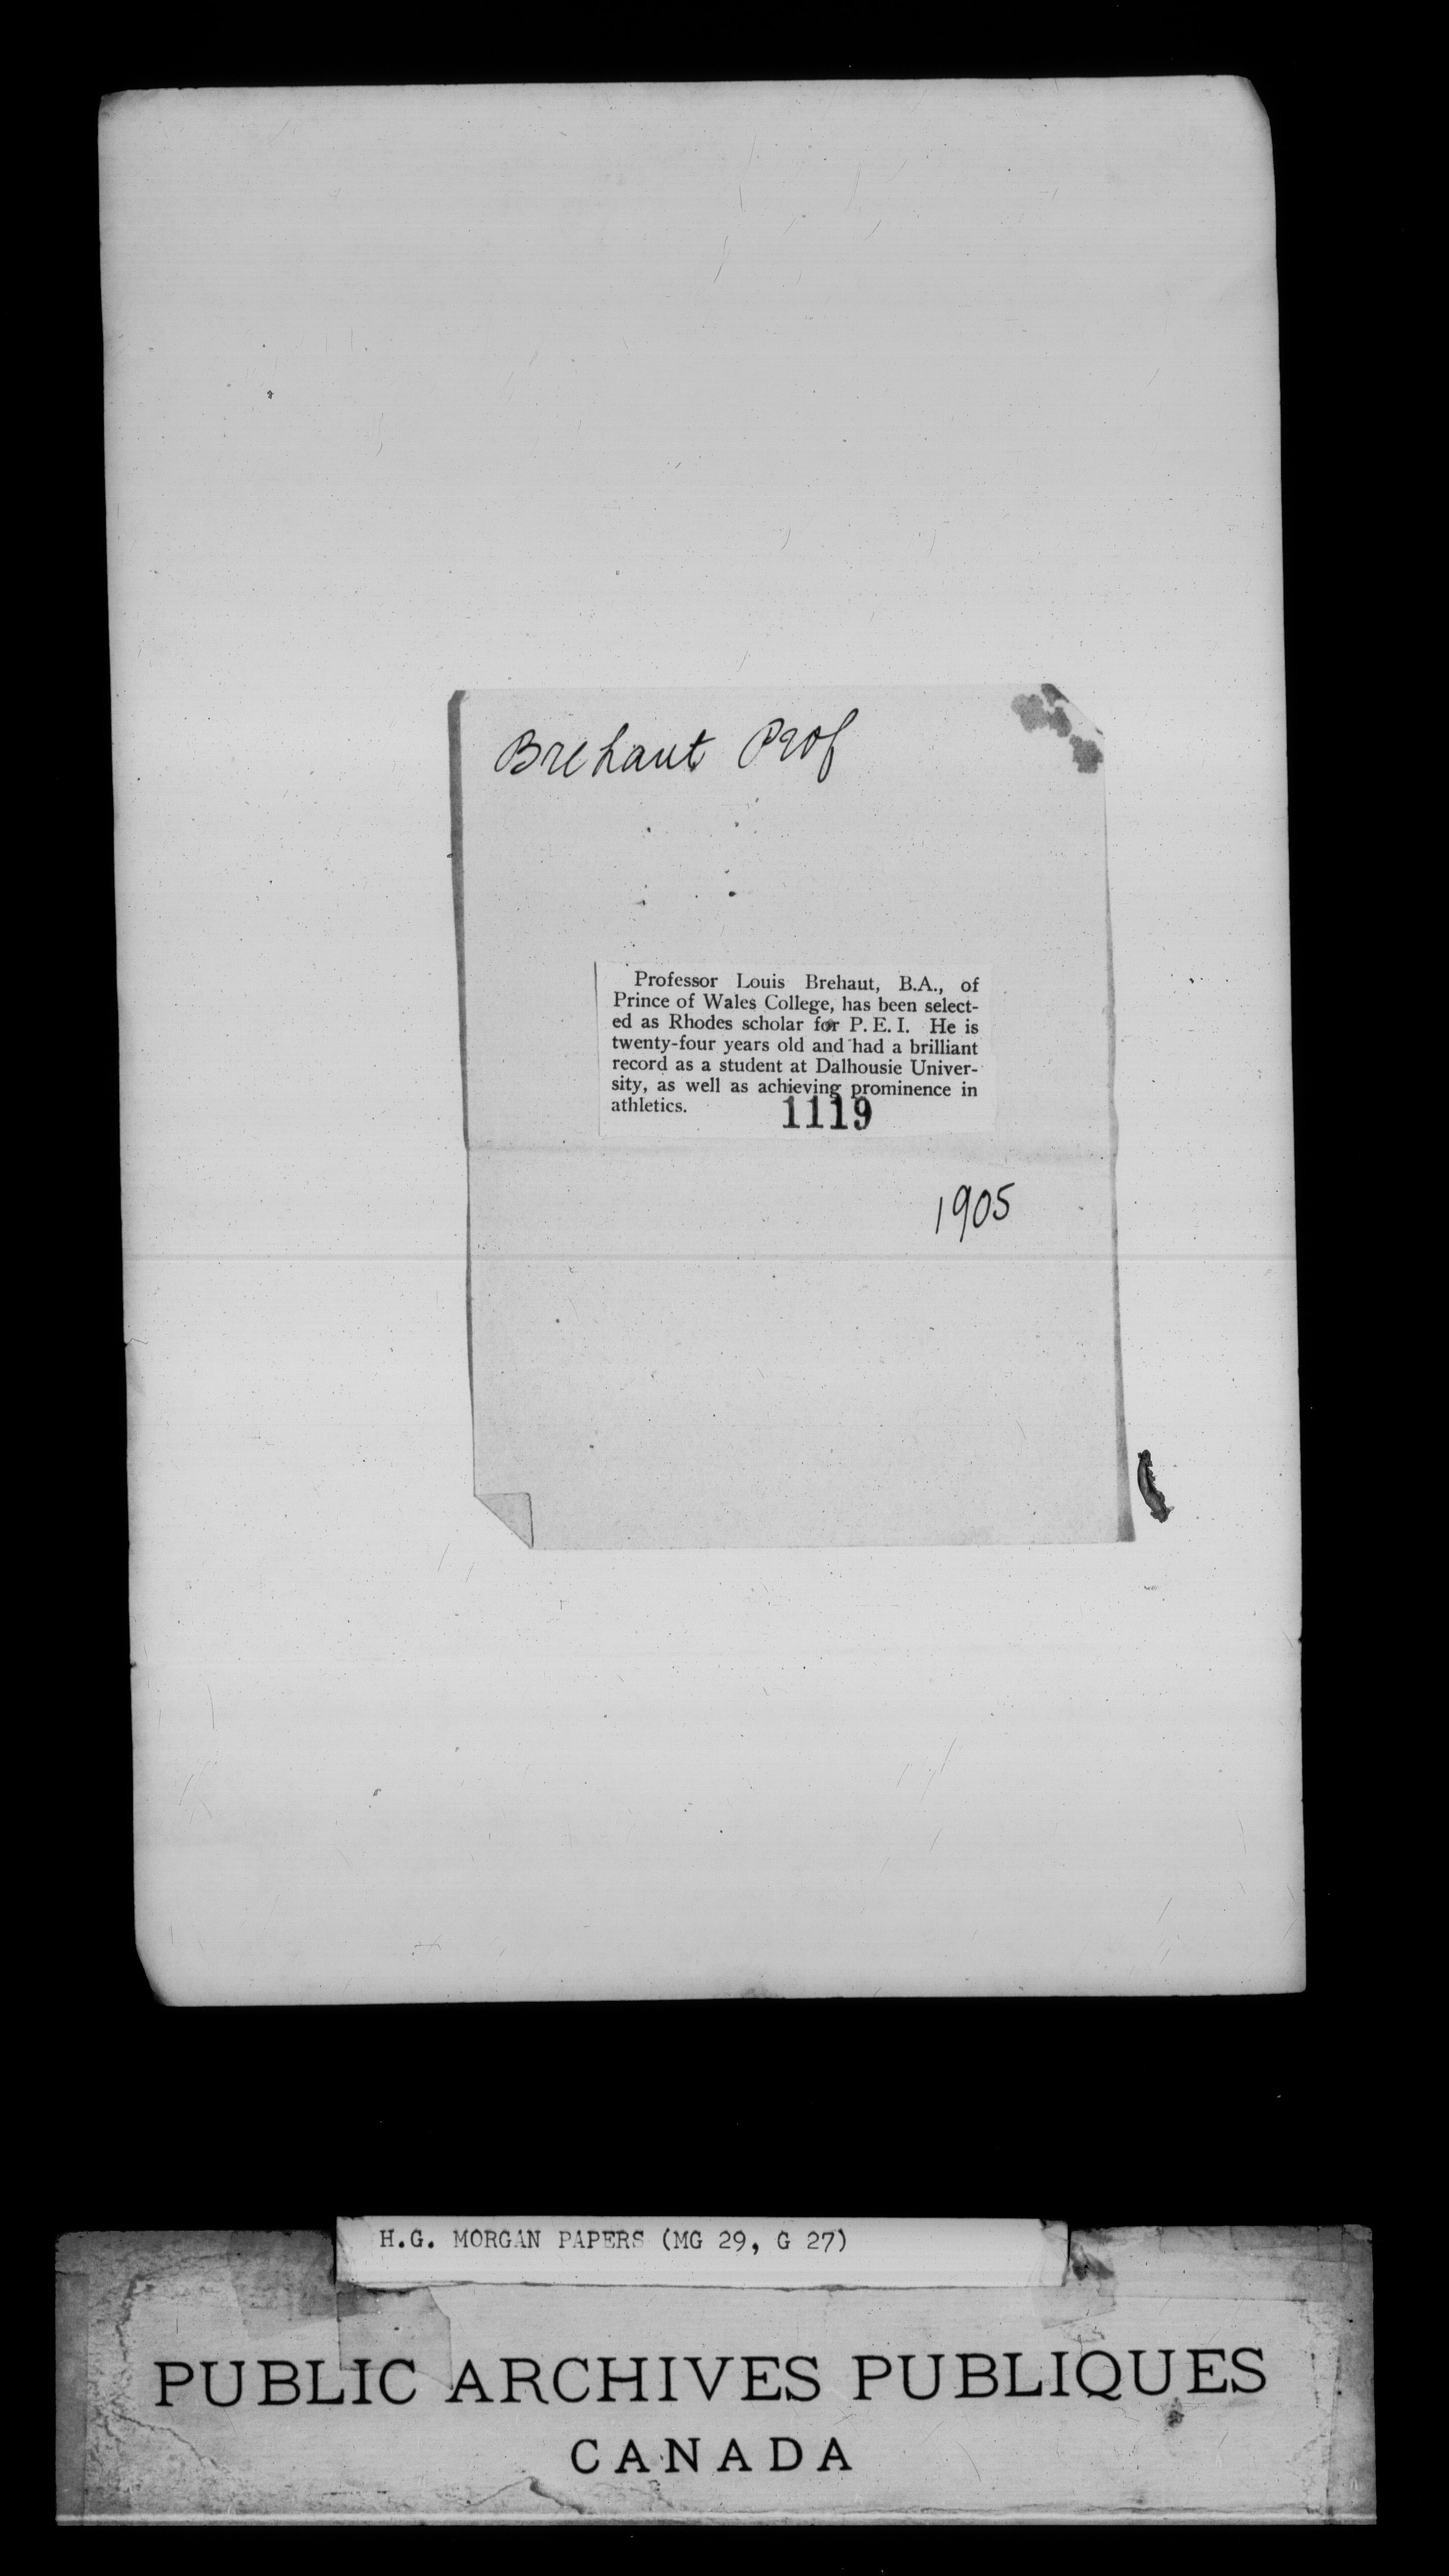 Brehaut Prof
Professor Louis Brehaut, B.A., of
Prince of Wales College, has been select-
ed as Rhodes scholar for P. E. I. He is
twenty-four years old and had a brilliant
record as a student at Dalhousie Univer-
sity, as well as achieving prominence in
athletics.
1119
1905
H.G. MORGAN PAPERS (MG 29, G 27)
PUBLIC ARCHIVES PUBLIQUES
CANADA